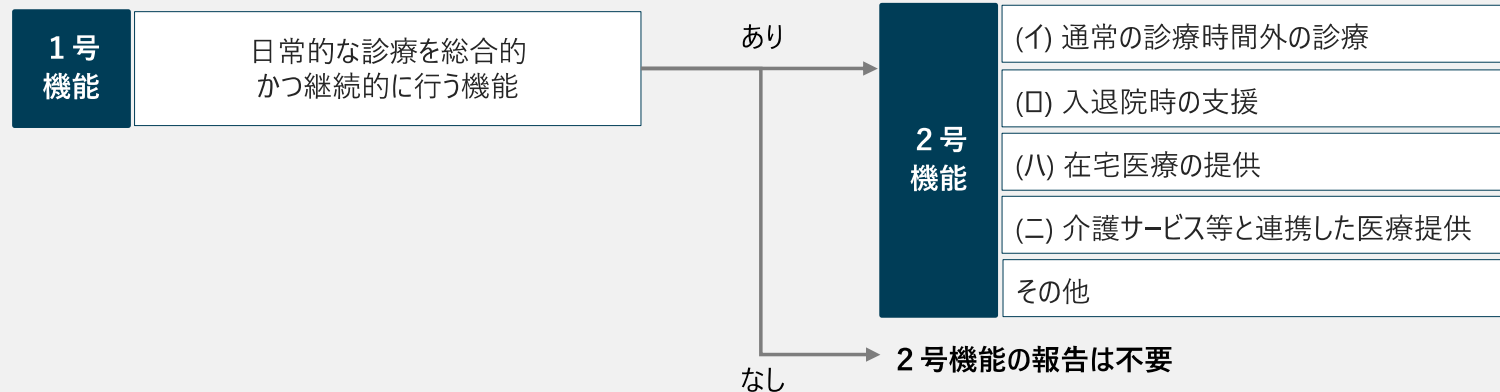 1号
機能
日常的な診療を総合的
かつ継続的に行う機能
あり
2号
機能
(イ) 通常の診療時間外の診療
(ロ) 入退院時の支援
(ハ) 在宅医療の提供
(ニ) 介護サービス等と連携した医療提供
その他
なし
2号機能の報告は不要